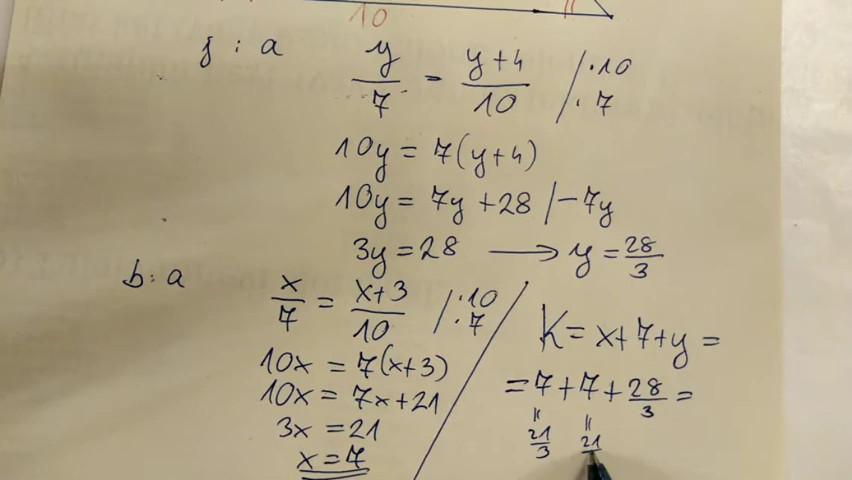 10 11
y : a
y/7 = y+4/10 /·10 ·7
10y = 7(y+4)
10y = 7y + 28 /−7y
3y = 28 ⟶ y = 28/3
b : a
x/7 = x+3/10 /·10 ·7
10x = 7(x+3)
10x = 7x+21
3x = 21
x = 7
K = x+7+y =
= 7 + 7 + 28/3 =
= =
21/3 21